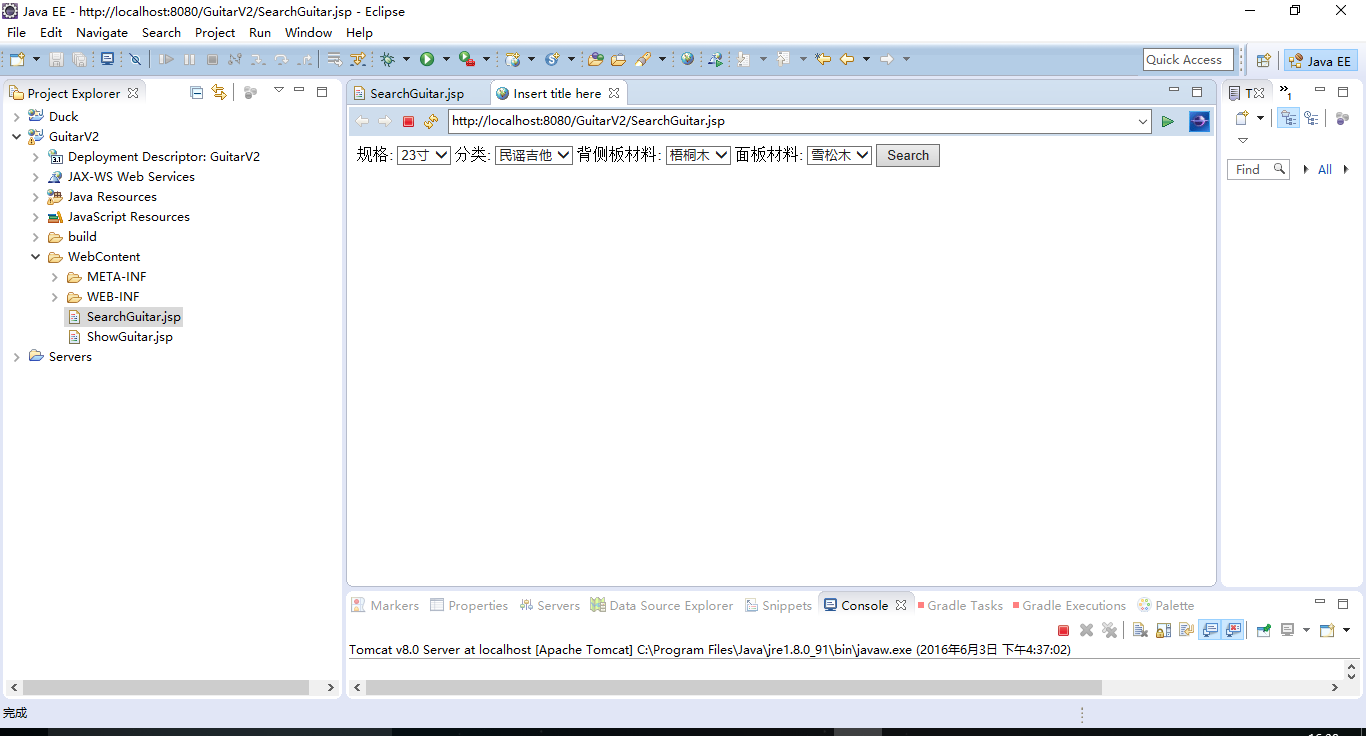 Java EE - http://localhost:8080/GuitarV2/SearchGuitar.jsp - Eclipse
File Edit Navigate Search Project Run Window Help
Quick Access Java EE
Project Explorer
Duck
GuitarV2
Deployment Descriptor: GuitarV2
JAX-WS Web Services
Java Resources
JavaScript Resources
build
WebContent
META-INF
WEB-INF
SearchGuitar.jsp
ShowGuitar.jsp
Servers
SearchGuitar.jsp Insert title here
http://localhost:8080/GuitarV2/SearchGuitar.jsp
规格: 23寸 分类: 民谣吉他 背侧板材料: 梧桐木 面板材料: 雪松木 Search
T 1
Find All
Markers Properties Servers Data Source Explorer Snippets Console Gradle Tasks Gradle Executions Palette
Tomcat v8.0 Server at localhost [Apache Tomcat] C:\Program Files\Java\jre1.8.0_91\bin\javaw.exe (2016年6月3日 下午4:37:02)
完成